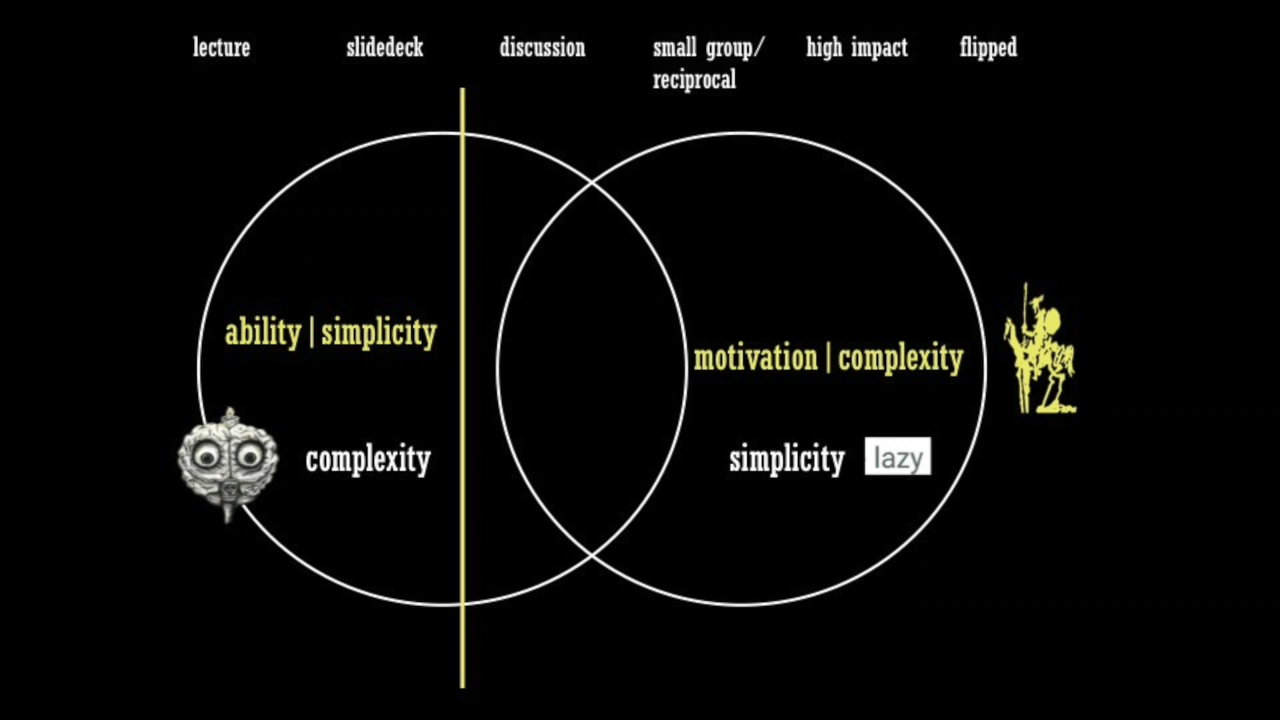 lecture
slidedeck
discussion
small group/
reciprocal
high impact
flipped
ability | simplicity
motivation | complexity
complexity
simplicity
lazy